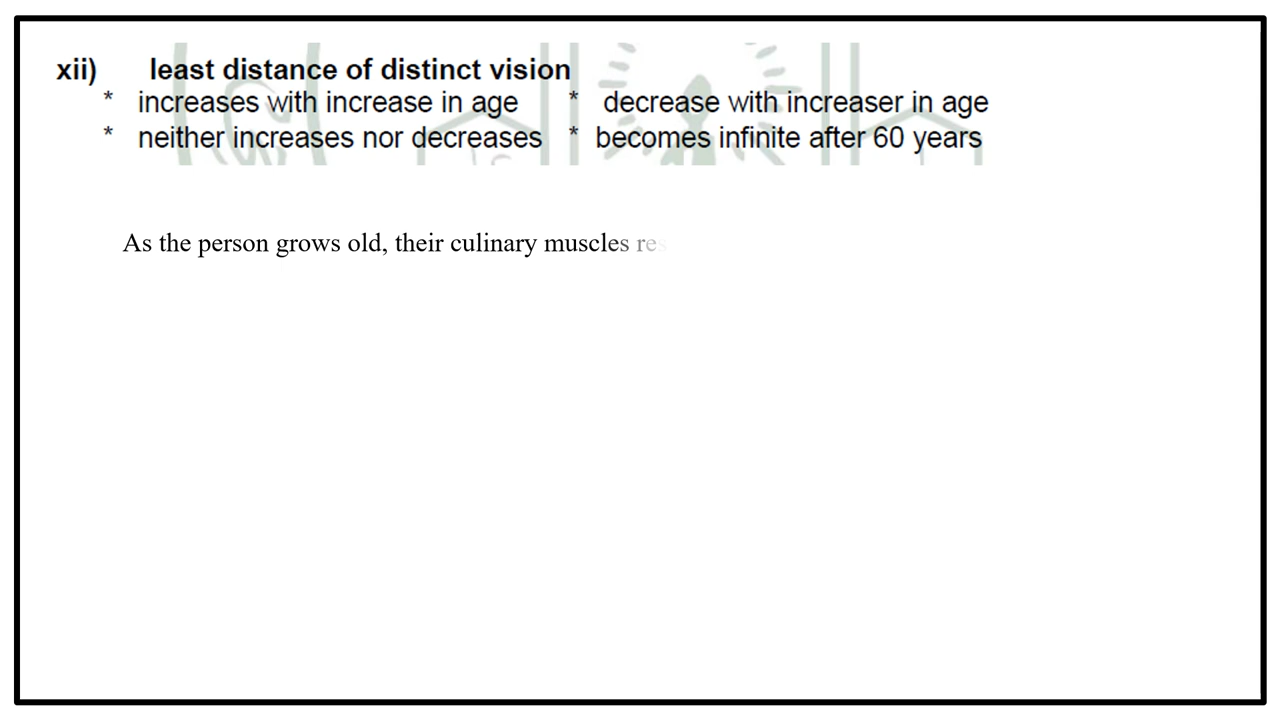 xii) least distance of distinct vision
* increases with increase in age * decrease with increaser in age
* neither increases nor decreases * becomes infinite after 60 years
As the person grows old, their culinary muscles res